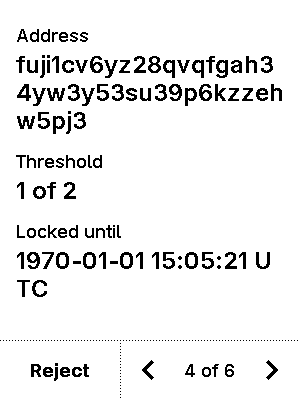 Address
fuji1cv6yz28qvqfgah3
4yw3y53su39p6kzzeh
w5pj3
Threshold
1 of 2
Locked until
1970-01-01 15:05:21 U
TC
Reject
4 of 6